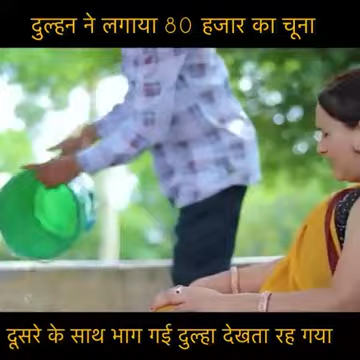 दुल्हन ने लगाया 80 हजार का चूना
दूसरे के साथ भाग गई दुल्हा देखता रह गया